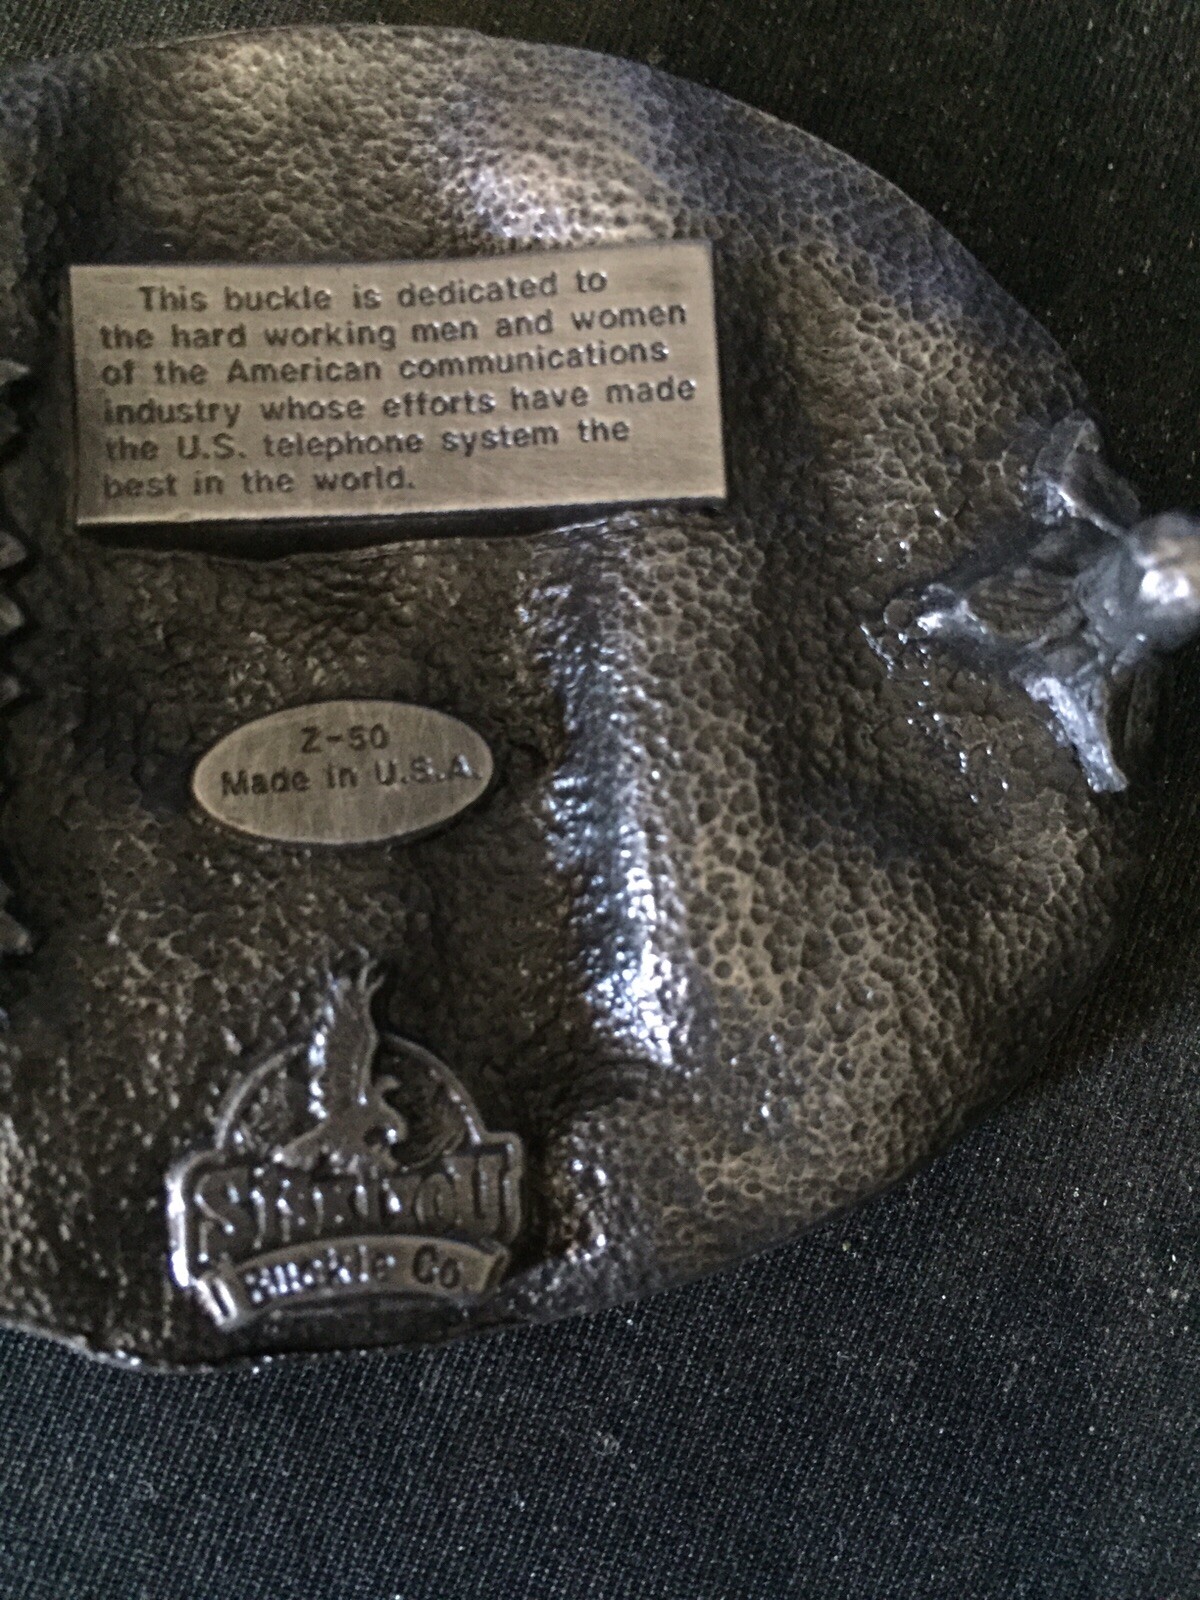 This buckle is dedicated to
the hard working men and women
of the American communications
industry whose efforts have made
the U.S. telephone system the
best in the world.
Z-50
Made in U.S.A.
Buckle Co